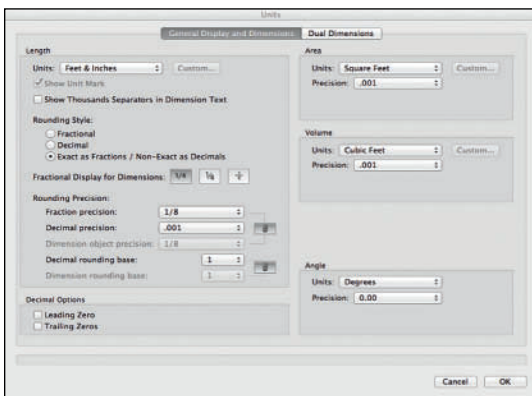 Units
General Display and Dimensions
Dual Dimensions
Length
Units: Feet & Inches
Custom...
Show Unit Mark
Show Thousands Separators in Dimension Text
Rounding Style:
Fractional
Decimal
Exact as Fractions / Non-Exact as Decimals
Fractional Display for Dimensions:
Rounding Precision:
Fraction precision: 1/8
Decimal precision: .001
Dimension object precision: 1/8
Decimal rounding base: 1
Dimension rounding base: 1
Decimal Options
Leading Zero
Trailing Zeros
Area
Units: Square Feet
Custom...
Precision: .001
Volume
Units: Cubic Feet
Custom...
Precision: .001
Angle
Units: Degrees
Precision: 0.00
Cancel
OK